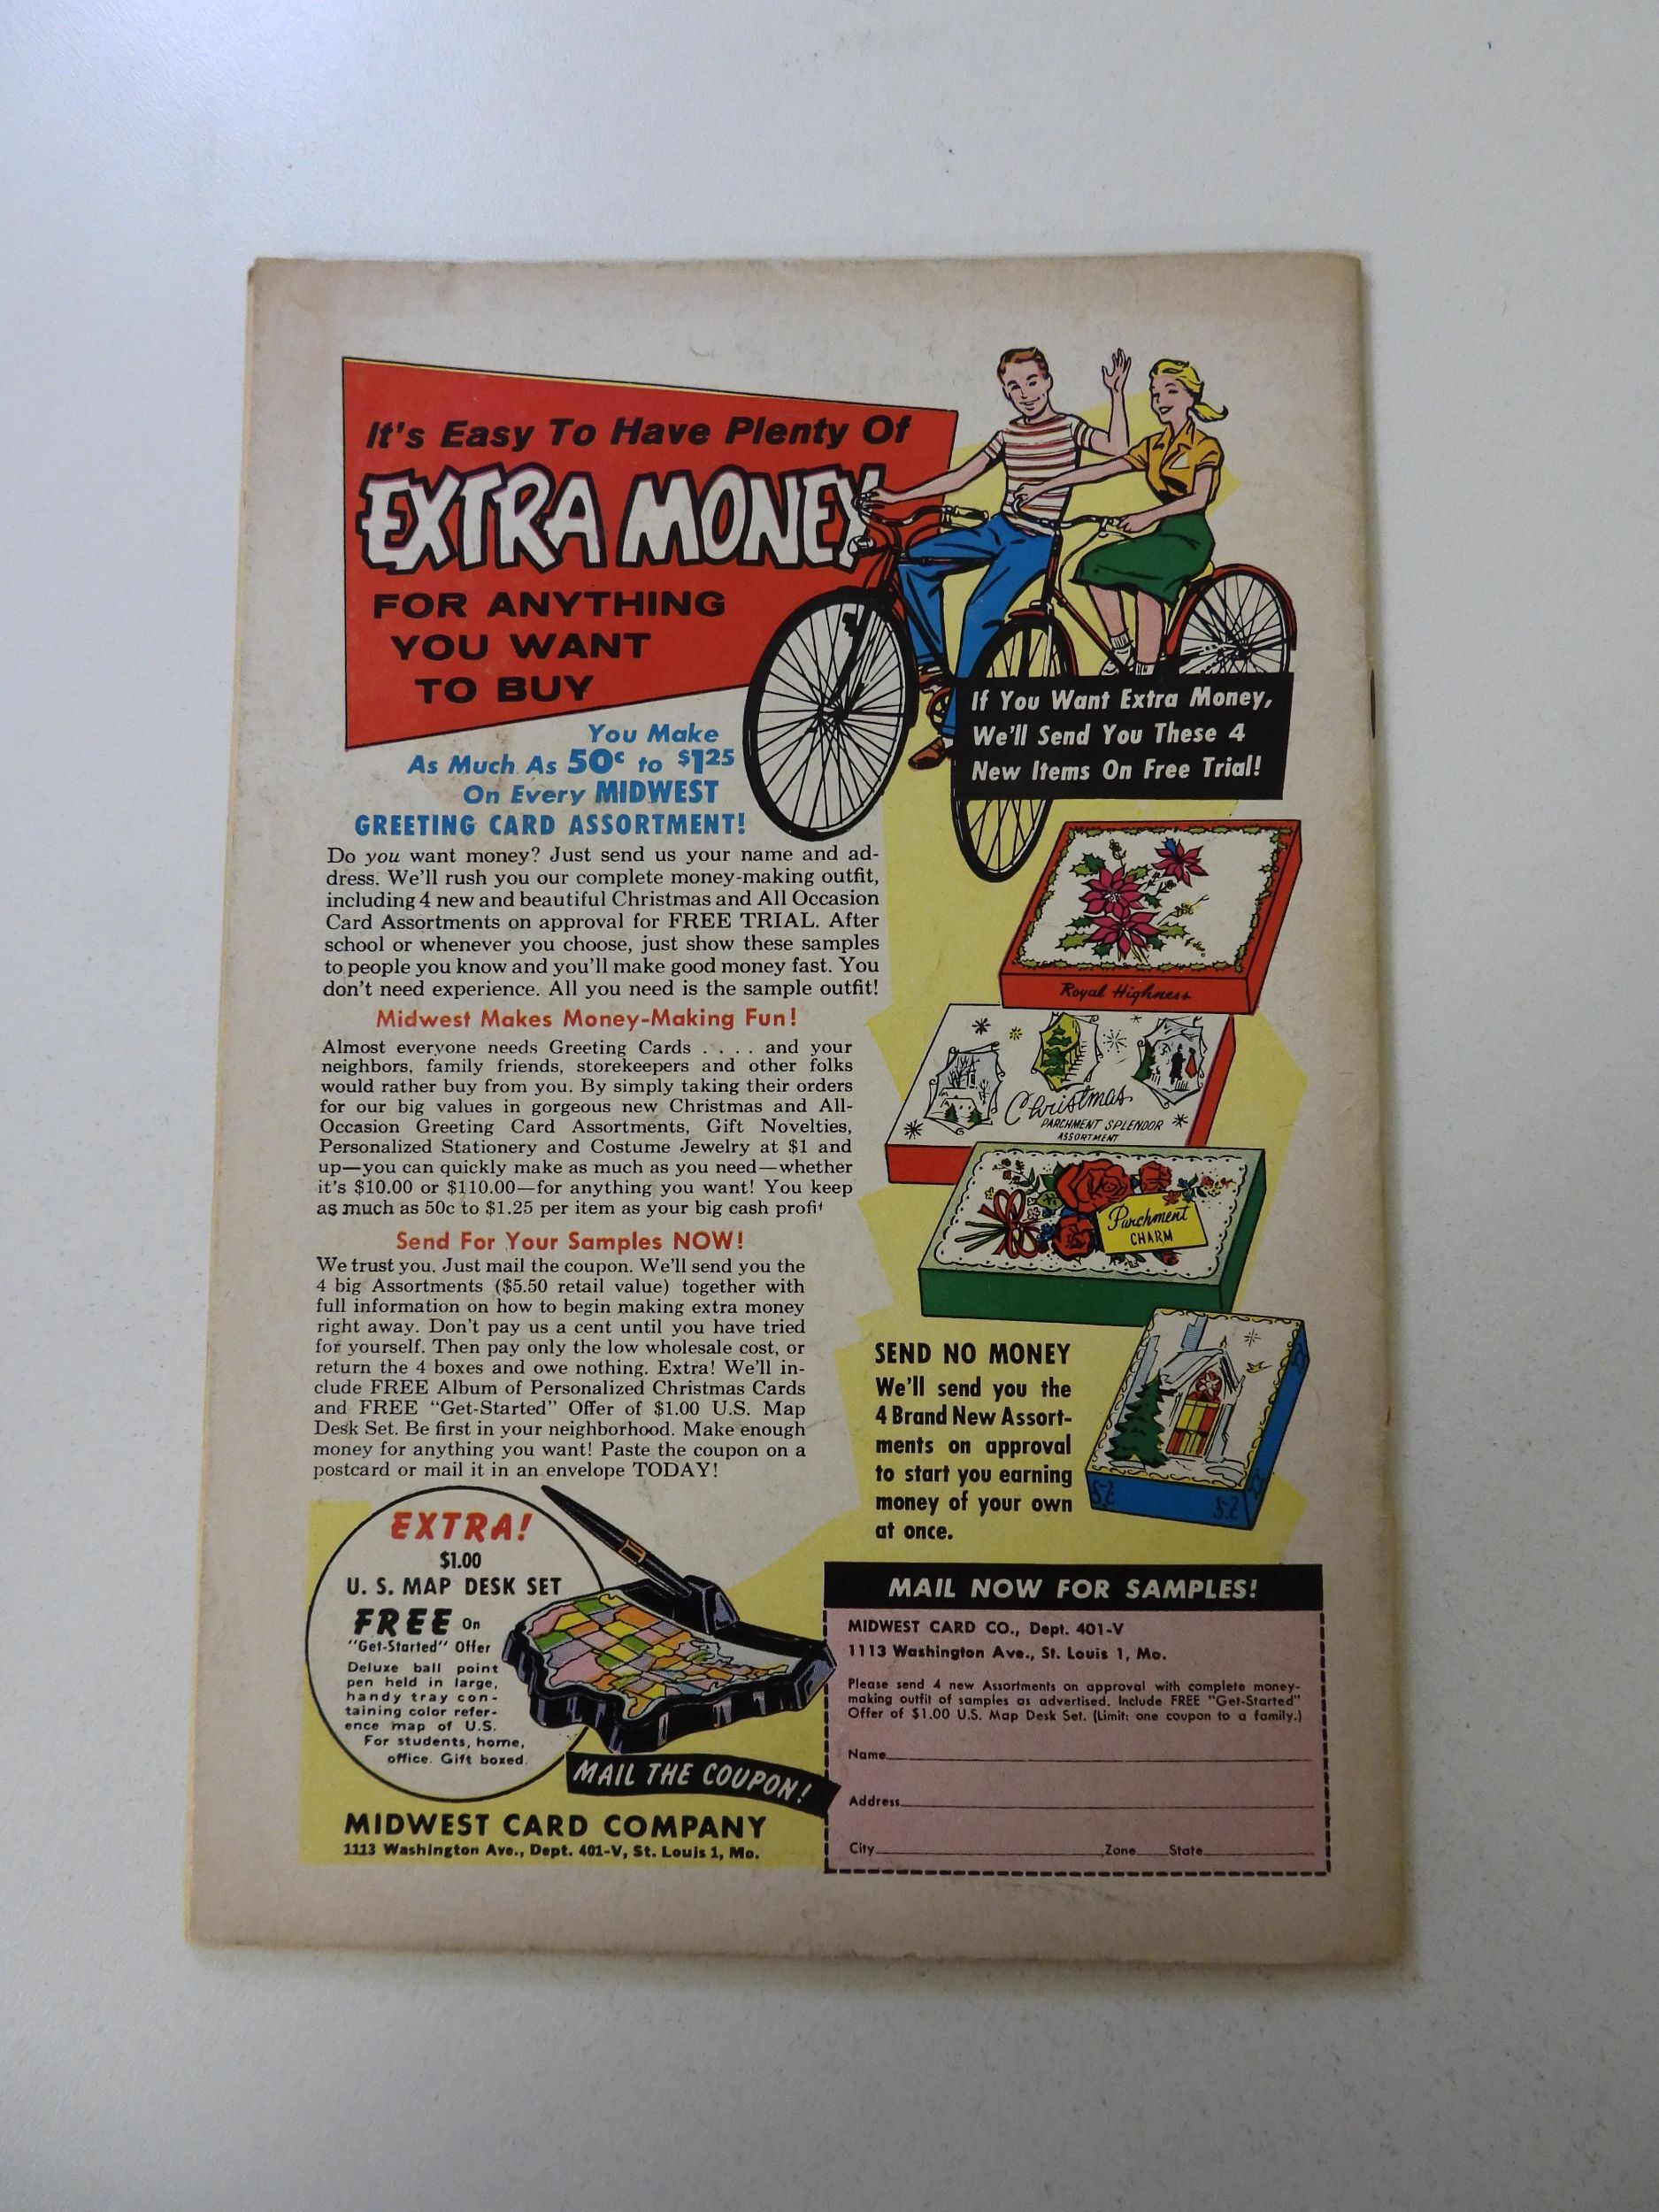 It's Easy To Have Plenty Of
EXTRA MONEY
FOR ANYTHING
YOU WANT
TO BUY
You Make
As Much As 50c to $1.25
On Every MIDWEST
GREETING CARD ASSORTMENT!
Do you want money? Just send us your name and ad-
dress. We'll rush you our complete money-making outfit,
including 4 new and beautiful Christmas and All Occasion
Card Assortments on approval for FREE TRIAL. After
school or whenever you choose, just show these samples
to people you know and you'll make good money fast. You
don't need experience. All you need is the sample outfit!
Midwest Makes Money-Making Fun!
Almost everyone needs Greeting Cards . . . . and your
neighbors, family friends, storekeepers and other folks
would rather buy from you. By simply taking their orders
for our big values in gorgeous new Christmas and All-
Occasion Greeting Card Assortments, Gift Novelties,
Personalized Stationery and Costume Jewelry at $1 and
up—you can quickly make as much as you need—whether
it's $10.00 or $110.00—for anything you want! You keep
as much as 50c to $1.25 per item as your big cash profit
Send For Your Samples NOW!
We trust you. Just mail the coupon. We'll send you the
4 big Assortments ($5.50 retail value) together with
full information on how to begin making extra money
right away. Don't pay us a cent until you have tried
for yourself. Then pay only the low wholesale cost, or
return the 4 boxes and owe nothing. Extra! We'll in-
clude FREE Album of Personalized Christmas Cards
and FREE "Get-Started" Offer of $1.00 U.S. Map
Desk Set. Be first in your neighborhood. Make enough
money for anything you want! Paste the coupon on a
postcard or mail it in an envelope TODAY!
If You Want Extra Money,
We'll Send You These 4
New Items On Free Trial!
Royal Highness
Christmas
PARCHMENT SPLENDOR
ASSORTMENT
Parchment
CHARM
SEND NO MONEY
We'll send you the
4 Brand New Assort-
ments on approval
to start you earning
money of your own
at once.
EXTRA!
$1.00
U. S. MAP DESK SET
FREE On
"Get-Started" Offer
Deluxe ball point
pen held in large,
handy tray con-
taining color refer-
ence map of U.S.
For students, home,
office. Gift boxed.
MAIL THE COUPON!
MIDWEST CARD COMPANY
1113 Washington Ave., Dept. 401-V, St. Louis 1, Mo.
MAIL NOW FOR SAMPLES!
MIDWEST CARD CO., Dept. 401-V
1113 Washington Ave., St. Louis 1, Mo.
Please send 4 new Assortments on approval with complete money-
making outfit of samples as advertised. Include FREE "Get-Started"
Offer of $1.00 U.S. Map Desk Set. (Limit: one coupon to a family.)
Name
Address
City Zone State